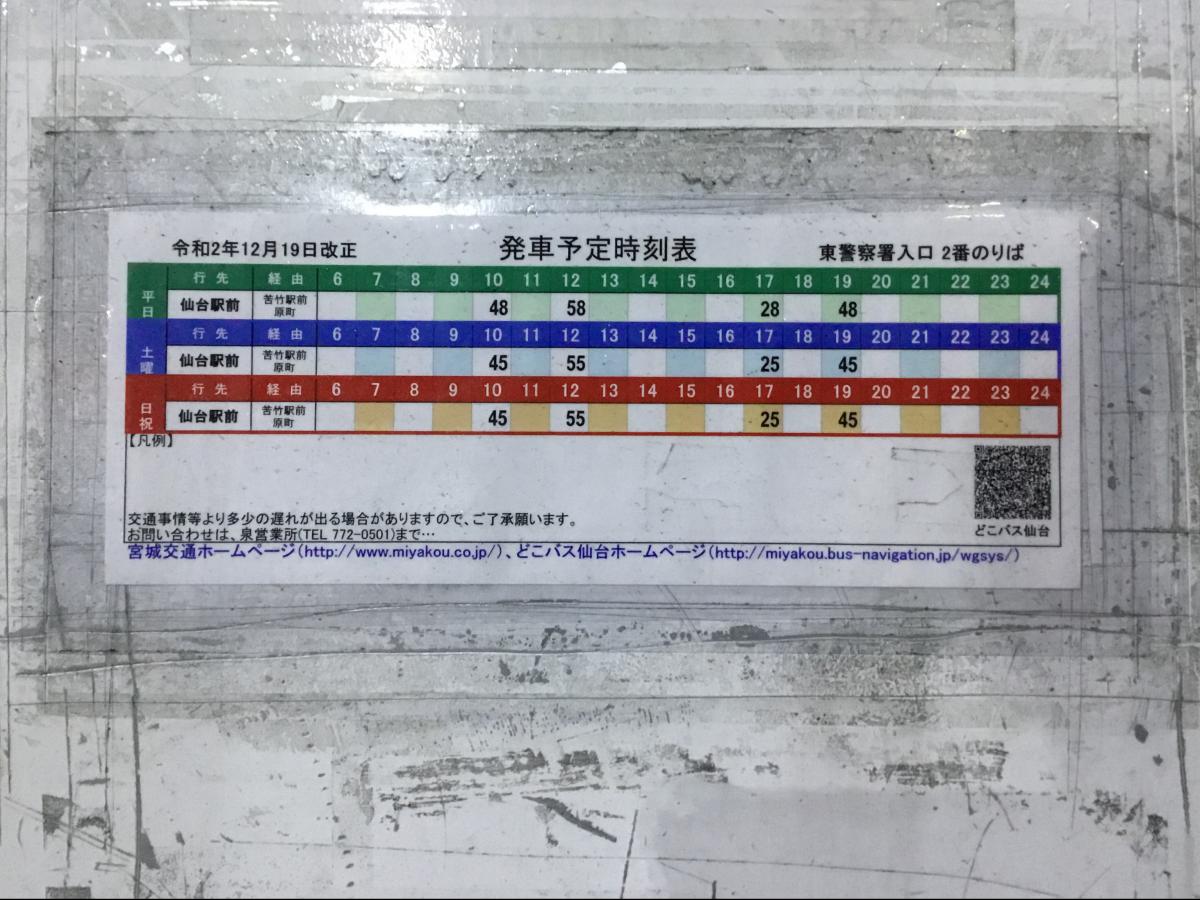 令和2年12月19日改正 発車予定時刻表 東警察署入口 2番のりば
平日 行先 経由 6 7 8 9 10 11 12 13 14 15 16 17 18 19 20 21 22 23 24
仙台駅前 苦竹駅前 原町 48 58 28 48
土曜 行先 経由 6 7 8 9 10 11 12 13 14 15 16 17 18 19 20 21 22 23 24
仙台駅前 苦竹駅前 原町 45 55 25 45
日祝 行先 経由 6 7 8 9 10 11 12 13 14 15 16 17 18 19 20 21 22 23 24
仙台駅前 苦竹駅前 原町 45 55 25 45
【凡例】
交通事情等より多少の遅れが出る場合がありますので、ご了承願います。
お問い合わせは、泉営業所(TEL 772-0501)まで…
どこバス仙台
宮城交通ホームページ(http://www.miyakou.co.jp/)、どこバス仙台ホームページ(http://miyakou.bus-navigation.jp/wgsys/)